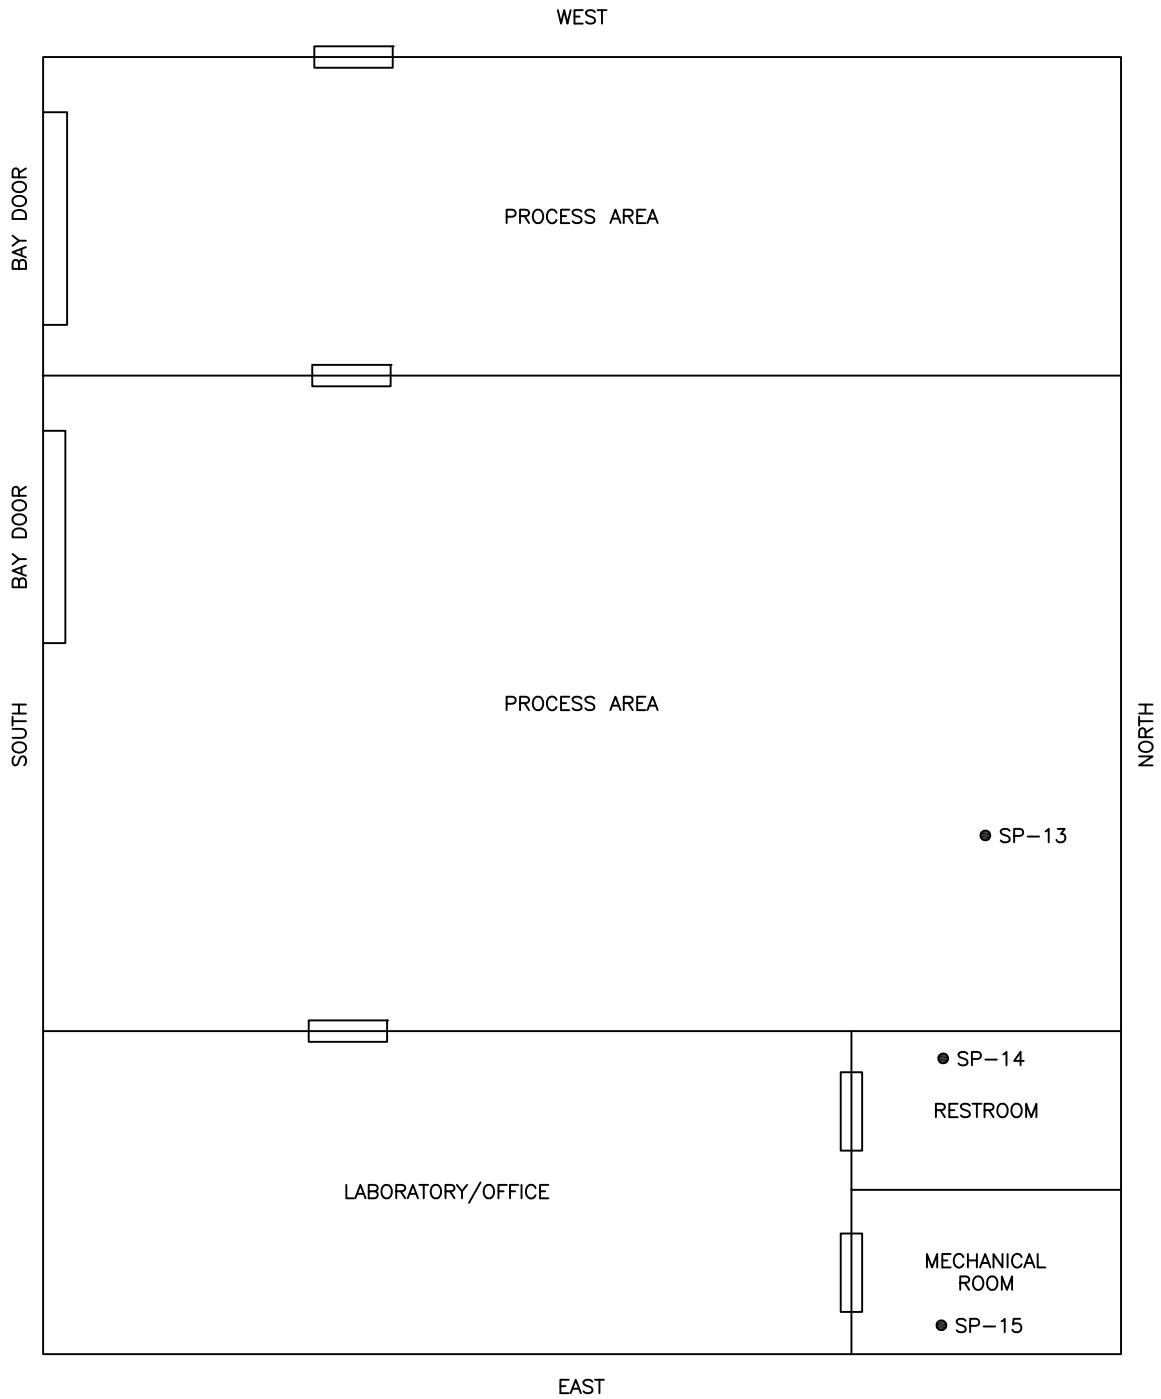 WEST
BAY DOOR
PROCESS AREA
BAY DOOR
PROCESS AREA
SOUTH
NORTH
SP-13
SP-14
RESTROOM
LABORATORY/OFFICE
MECHANICAL
ROOM
SP-15
EAST